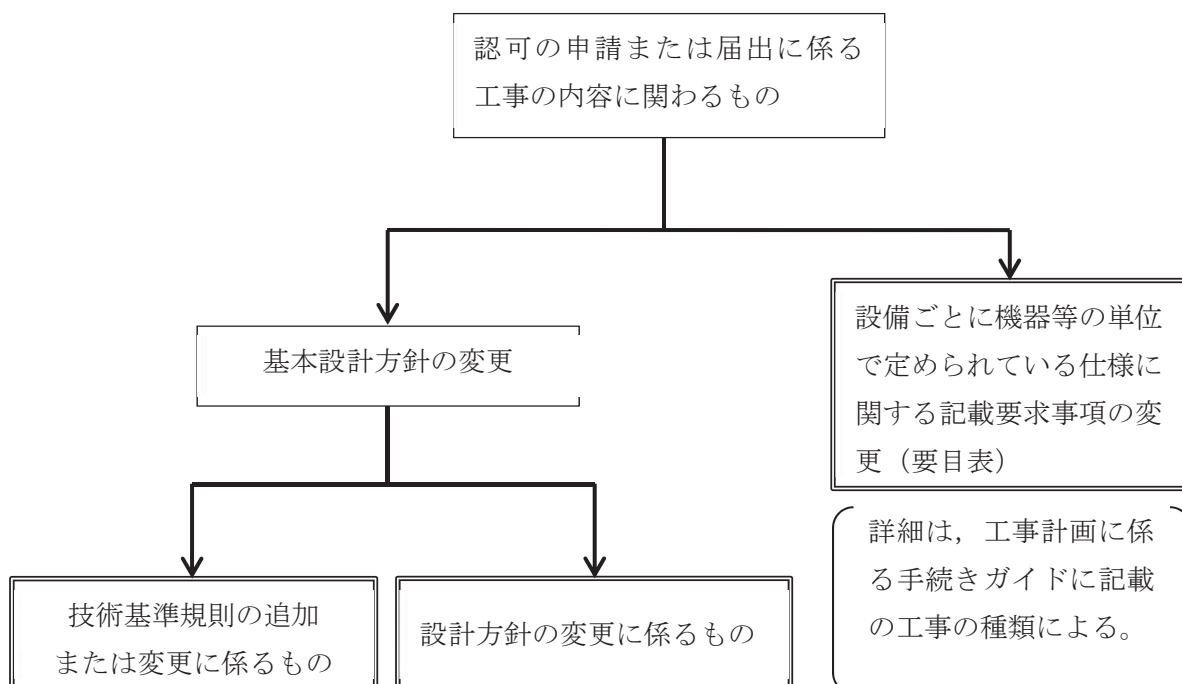 認可の申請または届出に係る
工事の内容に関わるもの
基本設計方針の変更
設備ごとに機器等の単位
で定められている仕様に
関する記載要求事項の変
更（要目表）
詳細は，工事計画に係
る手続きガイドに記載
の工事の種類による。
技術基準規則の追加
または変更に係るもの
設計方針の変更に係るもの